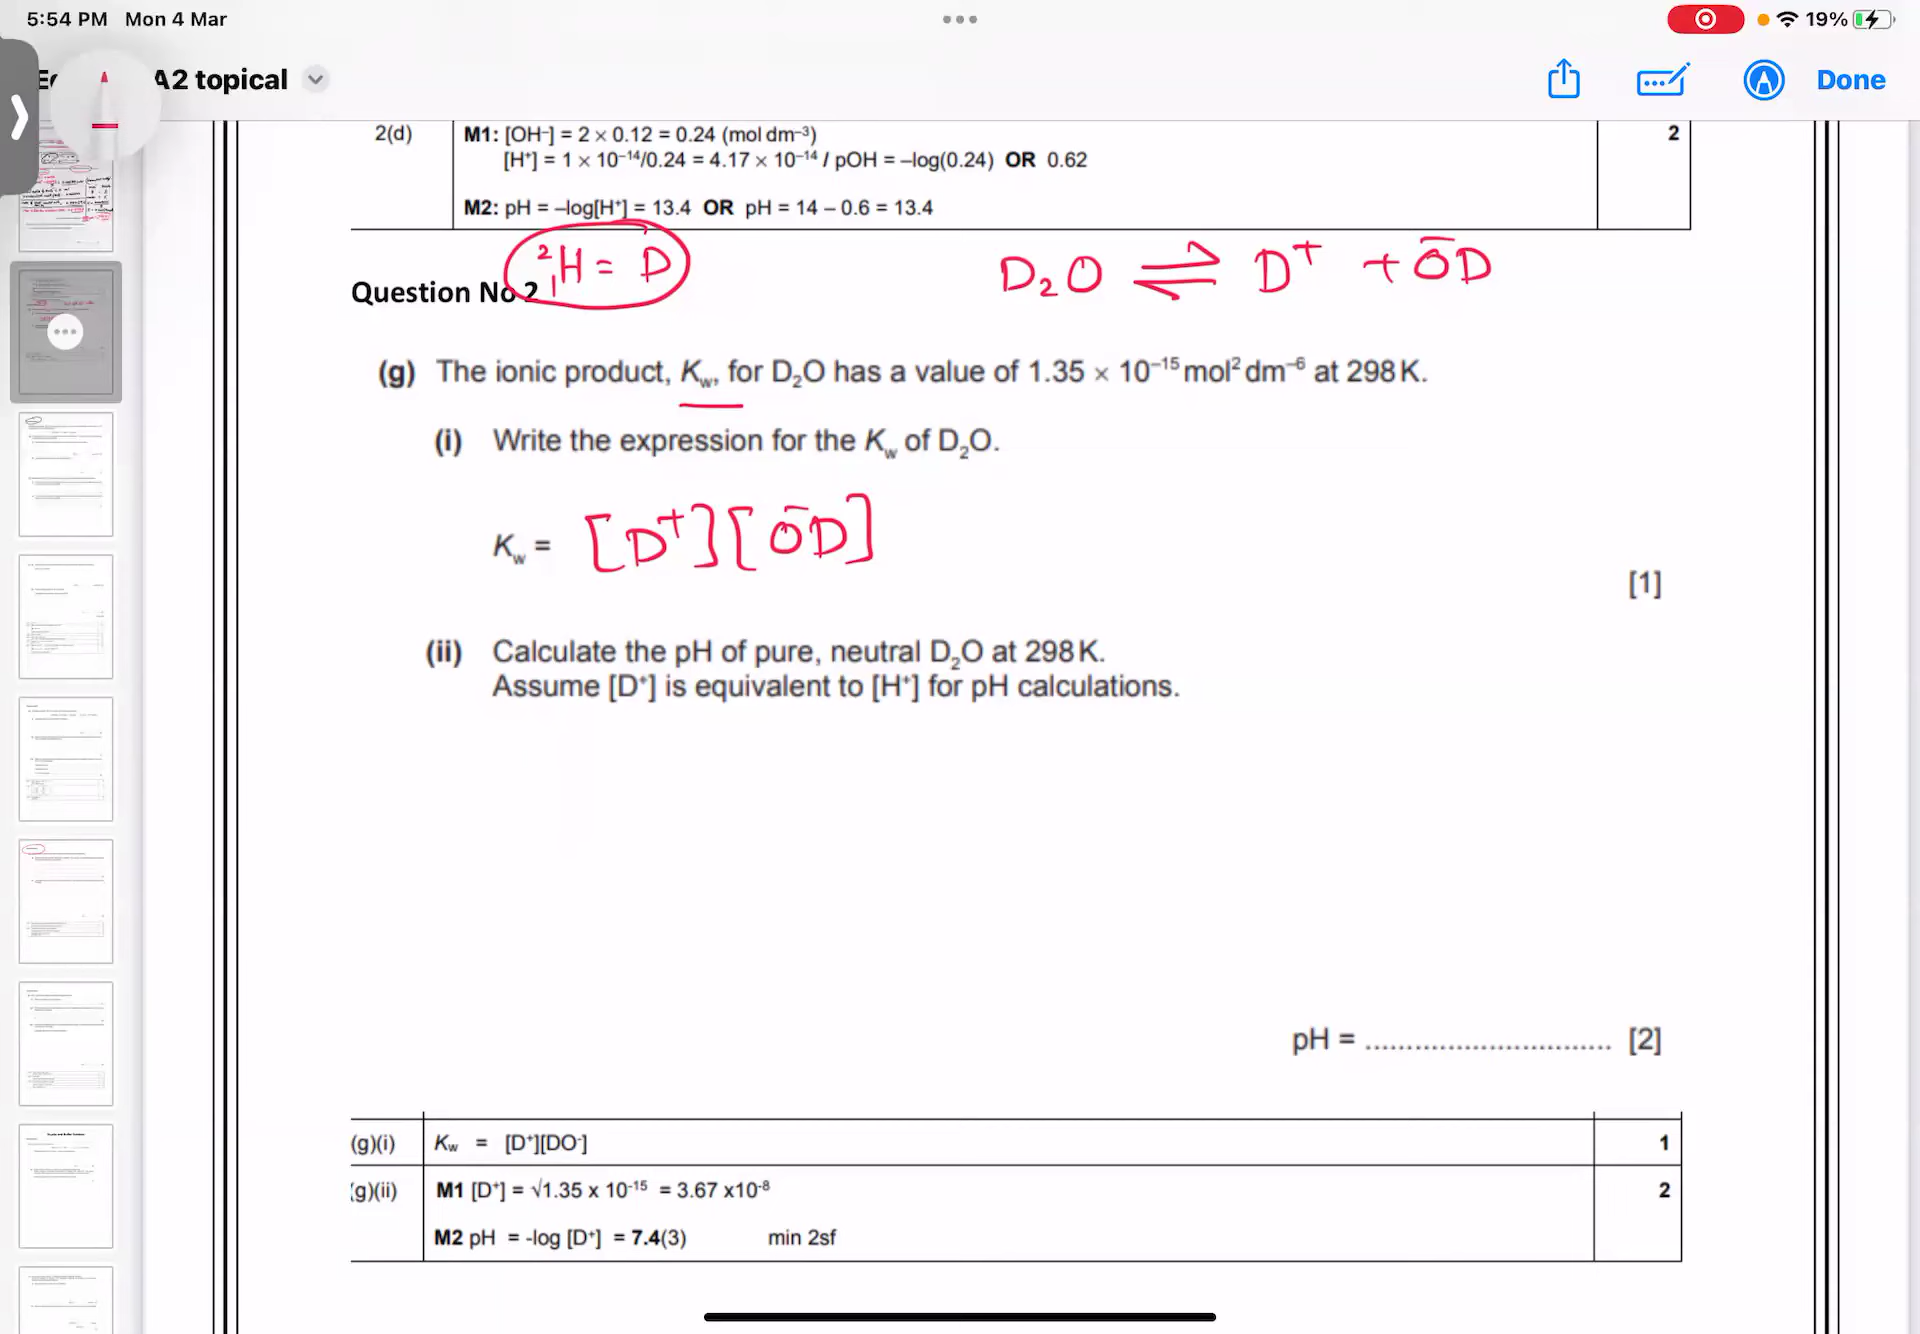 5:54 PM Mon 4 Mar
19%
A2 topical
Done
2(d)
M1: [OH⁻] = 2 × 0.12 = 0.24 (mol dm⁻³)
2
[H⁺] = 1 × 10⁻¹⁴/0.24 = 4.17 × 10⁻¹⁴ / pOH = –log(0.24) OR 0.62
M2: pH = –log[H⁺] = 13.4 OR pH = 14 – 0.6 = 13.4
²₁H = D
D₂O ⇌ D⁺ + ŌD
Question No 2
(g) The ionic product, Kw, for D₂O has a value of 1.35 × 10⁻¹⁵ mol² dm⁻⁶ at 298 K.
(i) Write the expression for the Kw of D₂O.
Kw = [D⁺][ŌD]
[1]
(ii) Calculate the pH of pure, neutral D₂O at 298 K.
Assume [D⁺] is equivalent to [H⁺] for pH calculations.
pH = .............................. [2]
(g)(i)
Kw = [D⁺][DO⁻]
1
(g)(ii)
M1 [D⁺] = √1.35 x 10⁻¹⁵ = 3.67 x10⁻⁸
2
M2 pH = -log [D⁺] = 7.4(3) min 2sf